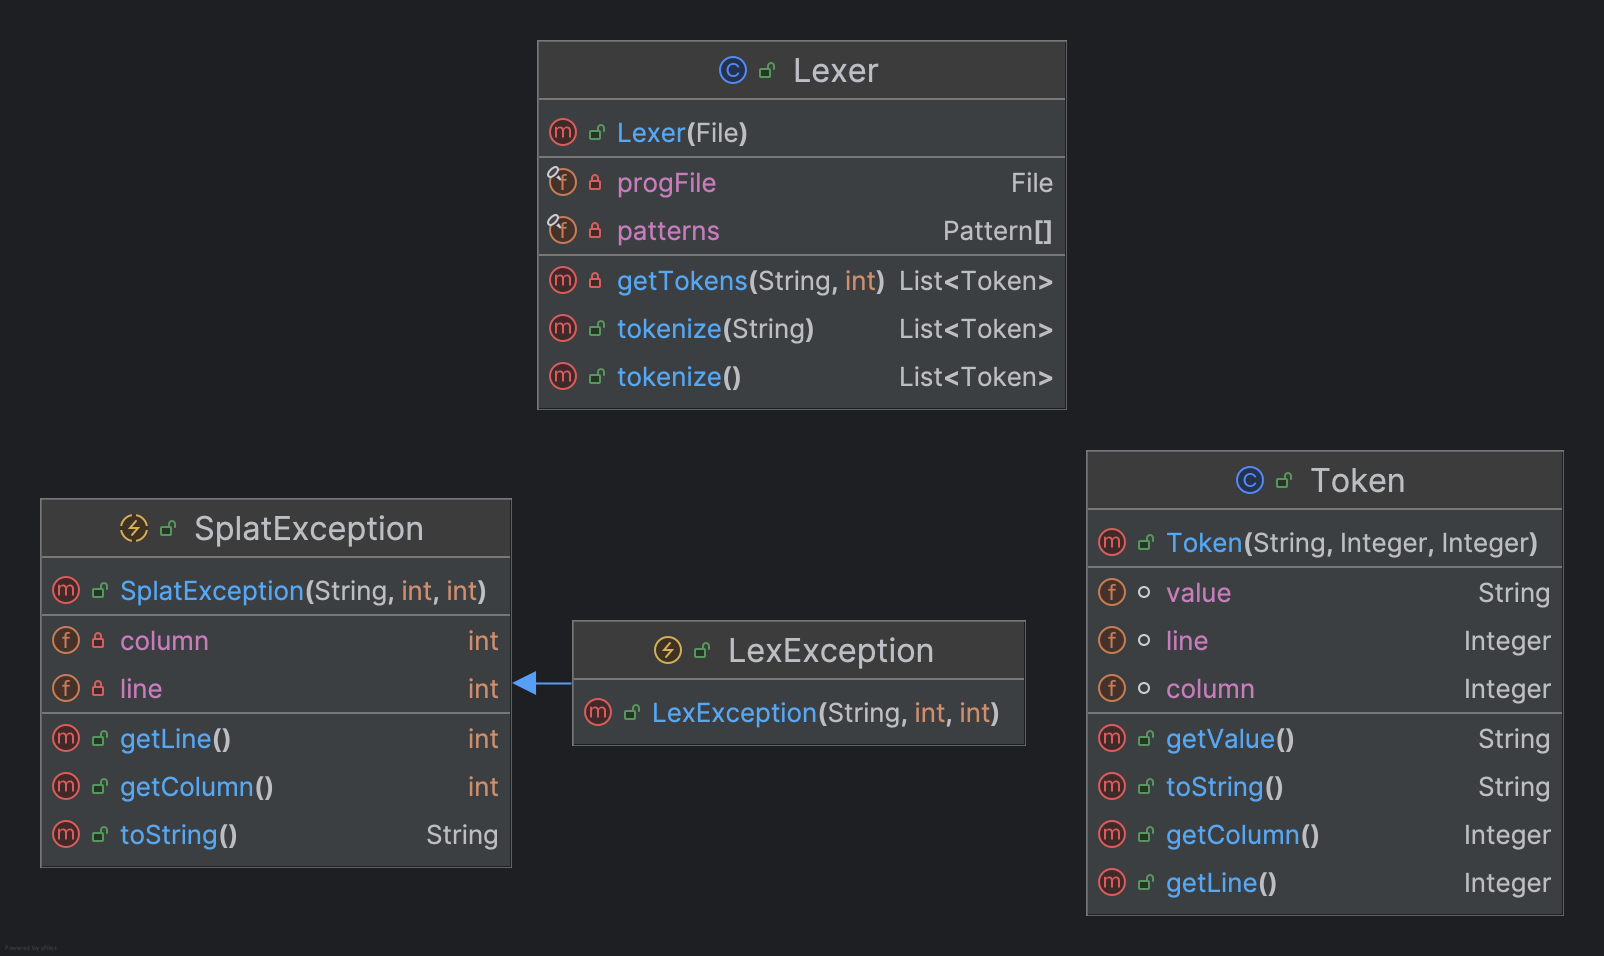 Lexer
Lexer(File)
progFile File
patterns Pattern[]
getTokens(String, int) List<Token>
tokenize(String) List<Token>
tokenize() List<Token>
SplatException
SplatException(String, int, int)
column int
line int
getLine() int
getColumn() int
toString() String
LexException
LexException(String, int, int)
Token
Token(String, Integer, Integer)
value String
line Integer
column Integer
getValue() String
toString() String
getColumn() Integer
getLine() Integer
Powered by yFiles